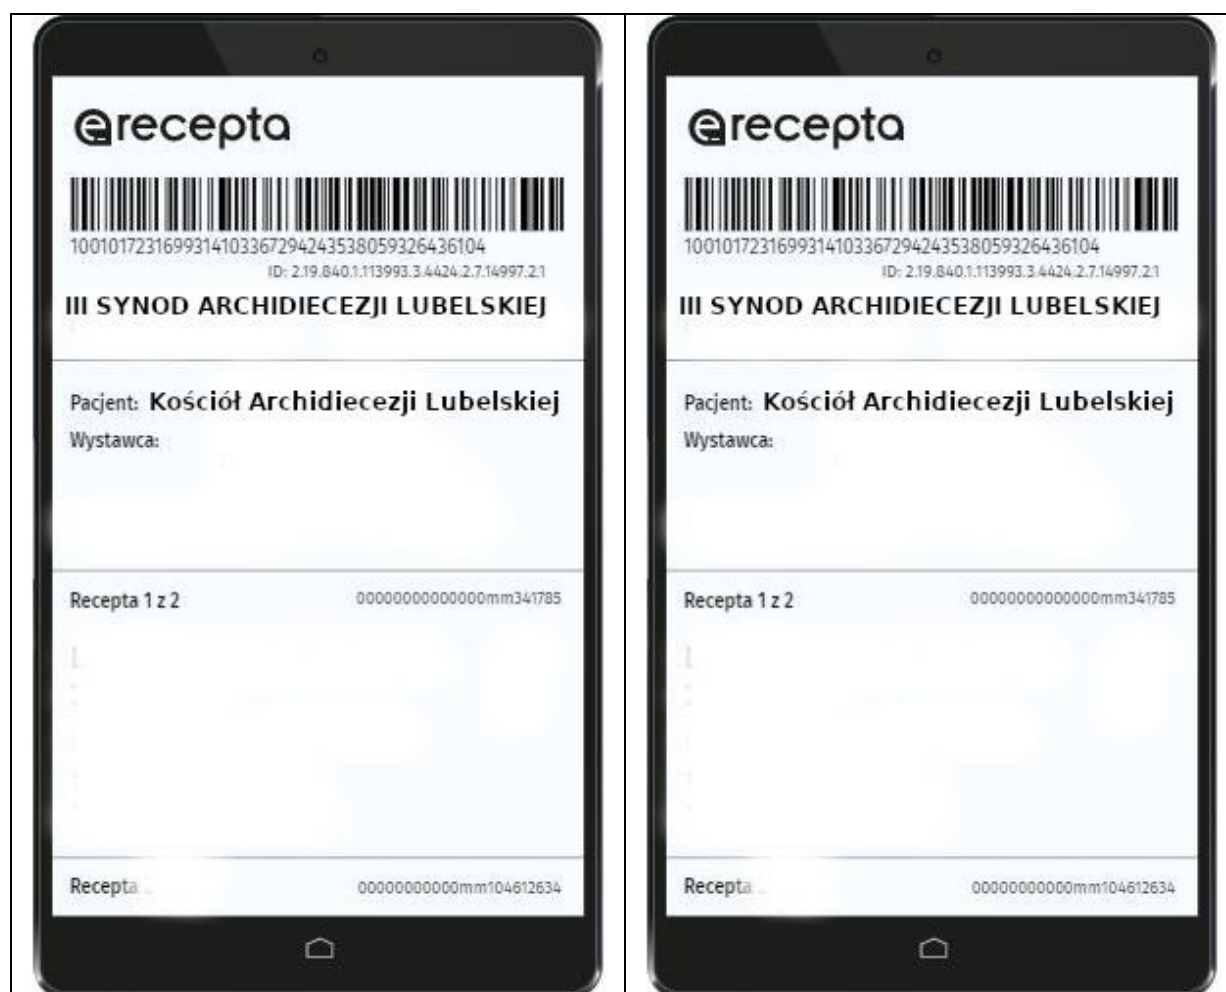 erecepta
1001017231699314103367294243538059326436104
ID: 2.19.840.1.113993.3.4424.2.7.14997.2.1
III SYNOD ARCHIDIECEZJI LUBELSKIEJ
Pacjent: Kościół Archidiecezji Lubelskiej
Wystawca:
Recepta 1 z 2 00000000000000mm341785
Recepta 00000000000mm104612634
erecepta
1001017231699314103367294243538059326436104
ID: 2.19.840.1.113993.3.4424.2.7.14997.2.1
III SYNOD ARCHIDIECEZJI LUBELSKIEJ
Pacjent: Kościół Archidiecezji Lubelskiej
Wystawca:
Recepta 1 z 2 00000000000000mm341785
Recepta 00000000000mm104612634